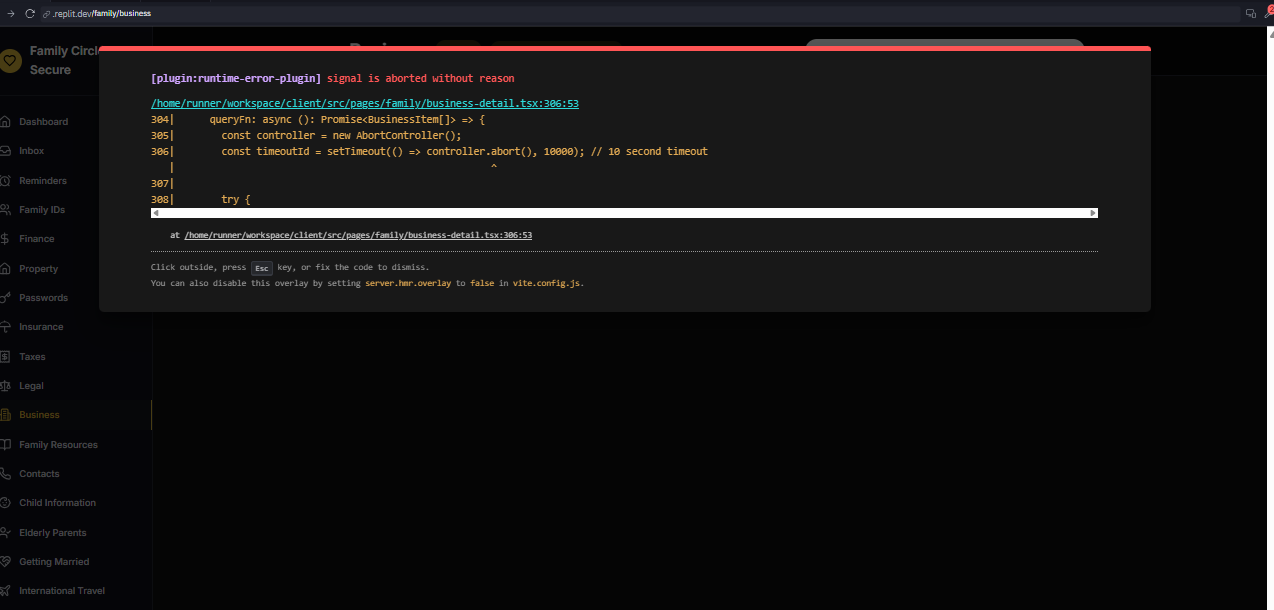 .replit.dev/family/business
2
Family Circl
Secure
[plugin:runtime-error-plugin] signal is aborted without reason
/home/runner/workspace/client/src/pages/family/business-detail.tsx:306:53
304|      queryFn: async (): Promise<BusinessItem[]> => {
305|        const controller = new AbortController();
306|        const timeoutId = setTimeout(() => controller.abort(), 10000); // 10 second timeout
|                                                     ^
307|
308|        try {
at /home/runner/workspace/client/src/pages/family/business-detail.tsx:306:53
Click outside, press Esc key, or fix the code to dismiss.
You can also disable this overlay by setting server.hmr.overlay to false in vite.config.js.
Dashboard
Inbox
Reminders
Family IDs
Finance
Property
Passwords
Insurance
Taxes
Legal
Business
Family Resources
Contacts
Child Information
Elderly Parents
Getting Married
International Travel